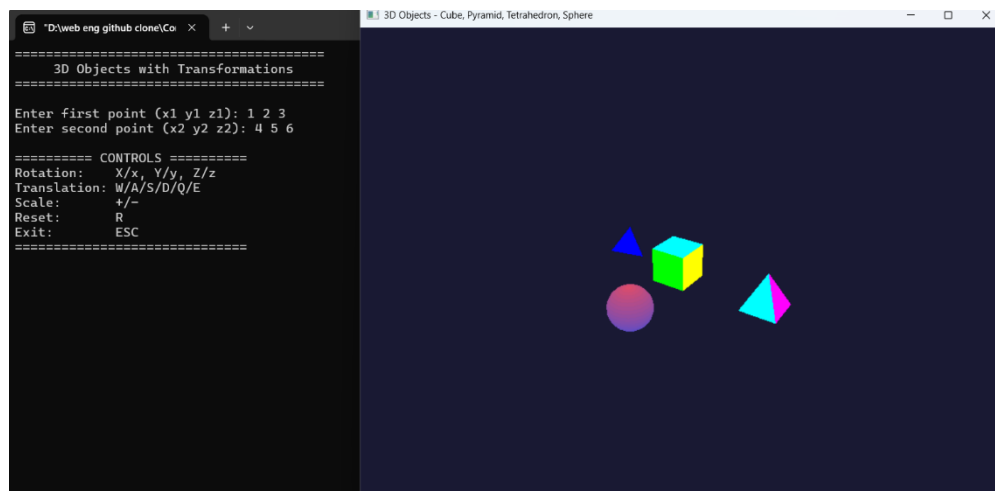 "D:\web eng github clone\Co
3D Objects - Cube, Pyramid, Tetrahedron, Sphere
========================================
3D Objects with Transformations
========================================
Enter first point (x1 y1 z1): 1 2 3
Enter second point (x2 y2 z2): 4 5 6
========== CONTROLS ==========
Rotation: X/x, Y/y, Z/z
Translation: W/A/S/D/Q/E
Scale: +/-
Reset: R
Exit: ESC
==============================